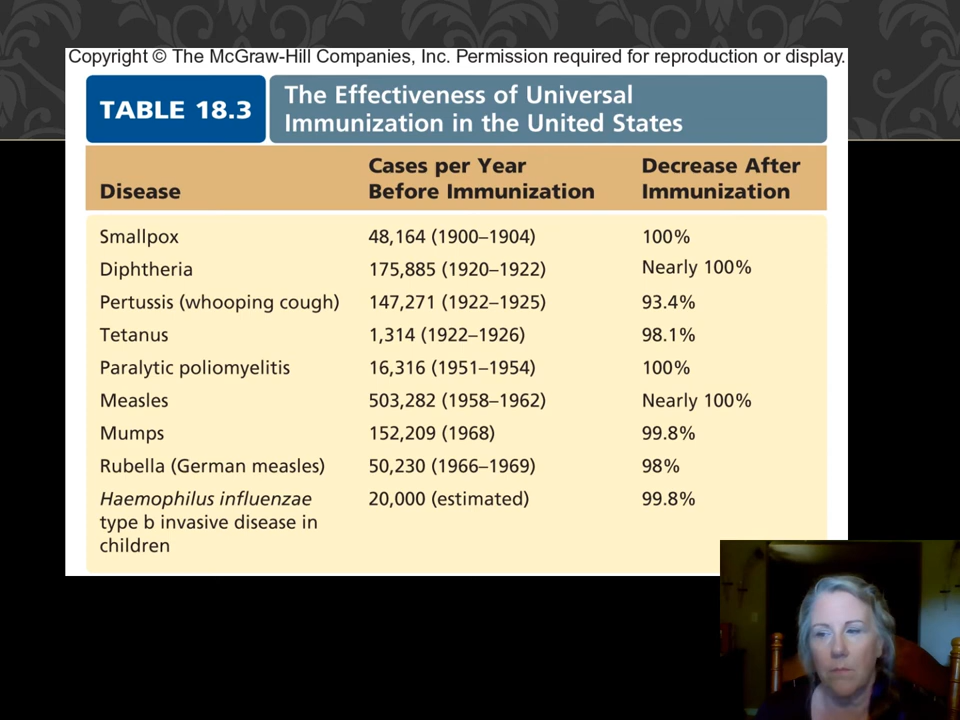 Copyright © The McGraw-Hill Companies, Inc. Permission required for reproduction or display.
TABLE 18.3
The Effectiveness of Universal
Immunization in the United States
Disease
Cases per Year
Before Immunization
Decrease After
Immunization
Smallpox 48,164 (1900–1904) 100%
Diphtheria 175,885 (1920–1922) Nearly 100%
Pertussis (whooping cough) 147,271 (1922–1925) 93.4%
Tetanus 1,314 (1922–1926) 98.1%
Paralytic poliomyelitis 16,316 (1951–1954) 100%
Measles 503,282 (1958–1962) Nearly 100%
Mumps 152,209 (1968) 99.8%
Rubella (German measles) 50,230 (1966–1969) 98%
Haemophilus influenzae 20,000 (estimated) 99.8%
type b invasive disease in
children